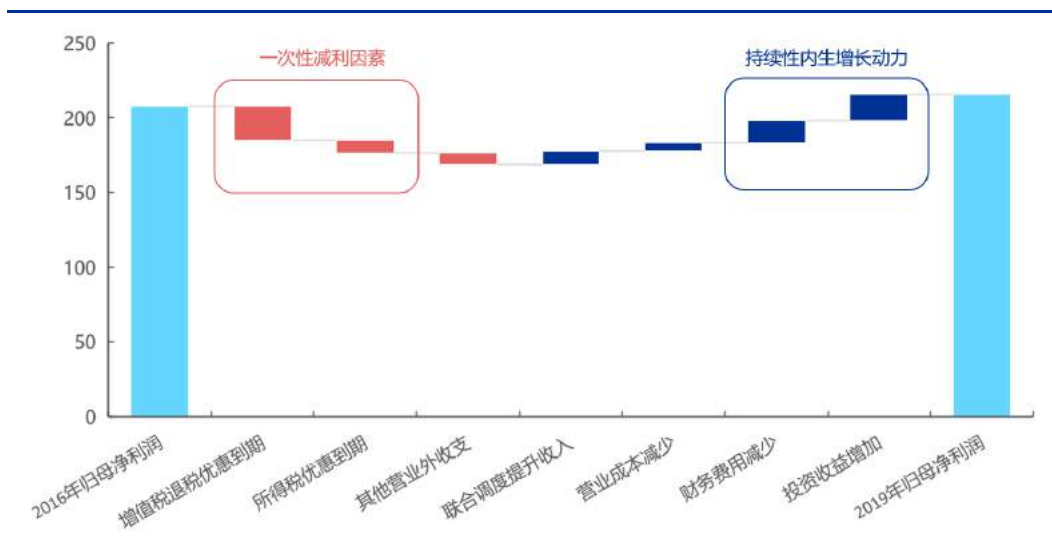 250
一次性减利因素
持续性内生增长动力
200
150
100
50
0
2016年归母净利润
增值税退税优惠到期
所得税优惠到期
其他营业外收支
联合调度提升收入
营业成本减少
财务费用减少
投资收益增加
2019年归母净利润